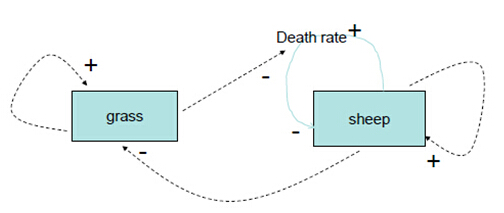 Death rate +
+
-
grass
-
sheep
-
+